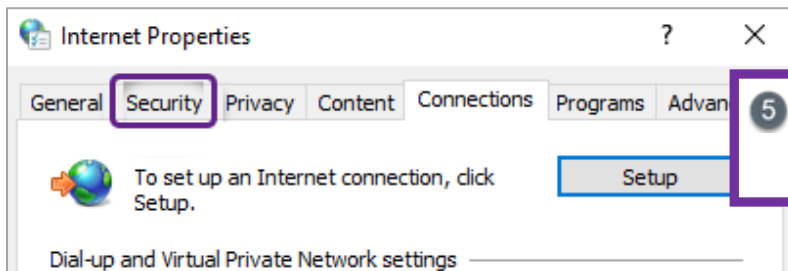 Internet Properties ? X
General Security Privacy Content Connections Programs Advan
5
To set up an Internet connection, click Setup
Setup.
Dial-up and Virtual Private Network settings